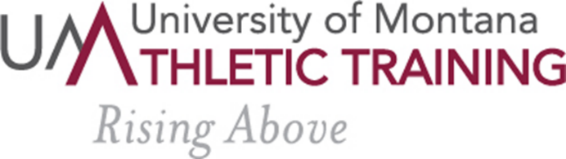 University of Montana
UM ATHLETIC TRAINING
Rising Above